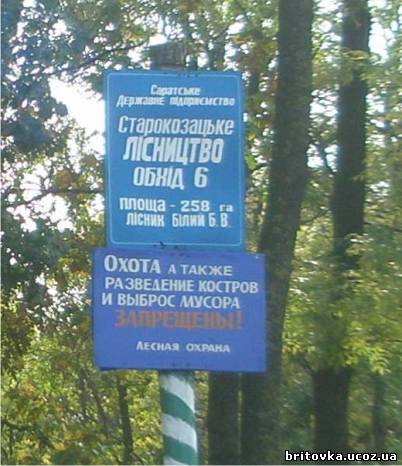 Саратське
Державне підприємство
Старокозацьке
ЛІСНИЦТВО
ОБХІД 6
площа - 258 га
лісник Білий Б. В.
ОХОТА А ТАКЖЕ
РАЗВЕДЕНИЕ КОСТРОВ
И ВЫБРОС МУСОРА
ЗАПРЕЩЕНЫ!
ЛЕСНАЯ ОХРАНА
britovka.ucoz.ua